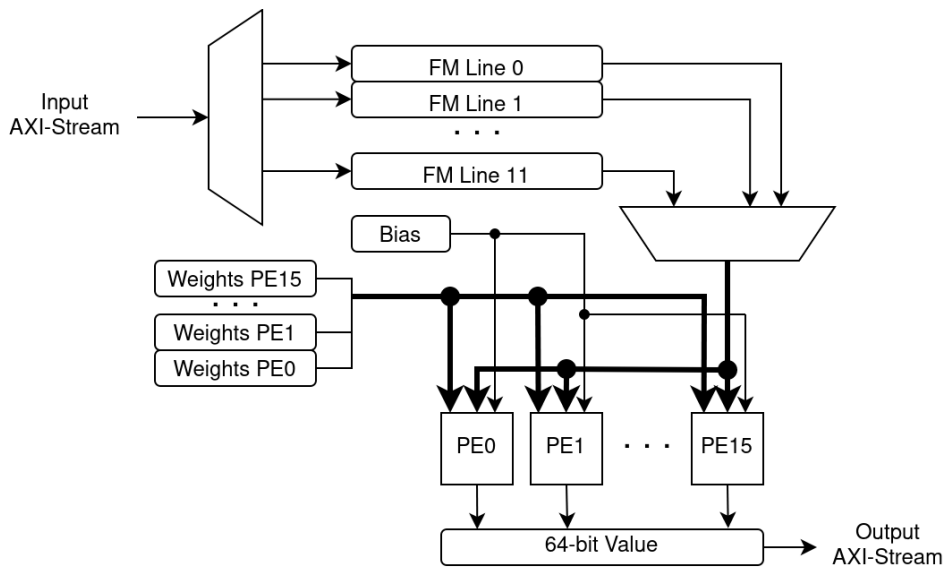 Input
AXI-Stream
FM Line 0
FM Line 1
. . .
FM Line 11
Bias
Weights PE15
. . .
Weights PE1
Weights PE0
PE0
PE1
. . .
PE15
64-bit Value
Output
AXI-Stream